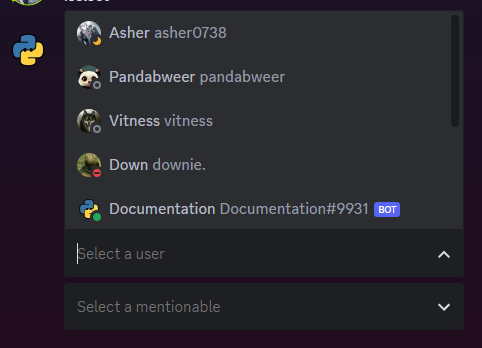 Asher asher0738
Pandabweer pandabweer
Vitness vitness
Down downie.
Documentation Documentation#9931 BOT
Select a user
Select a mentionable